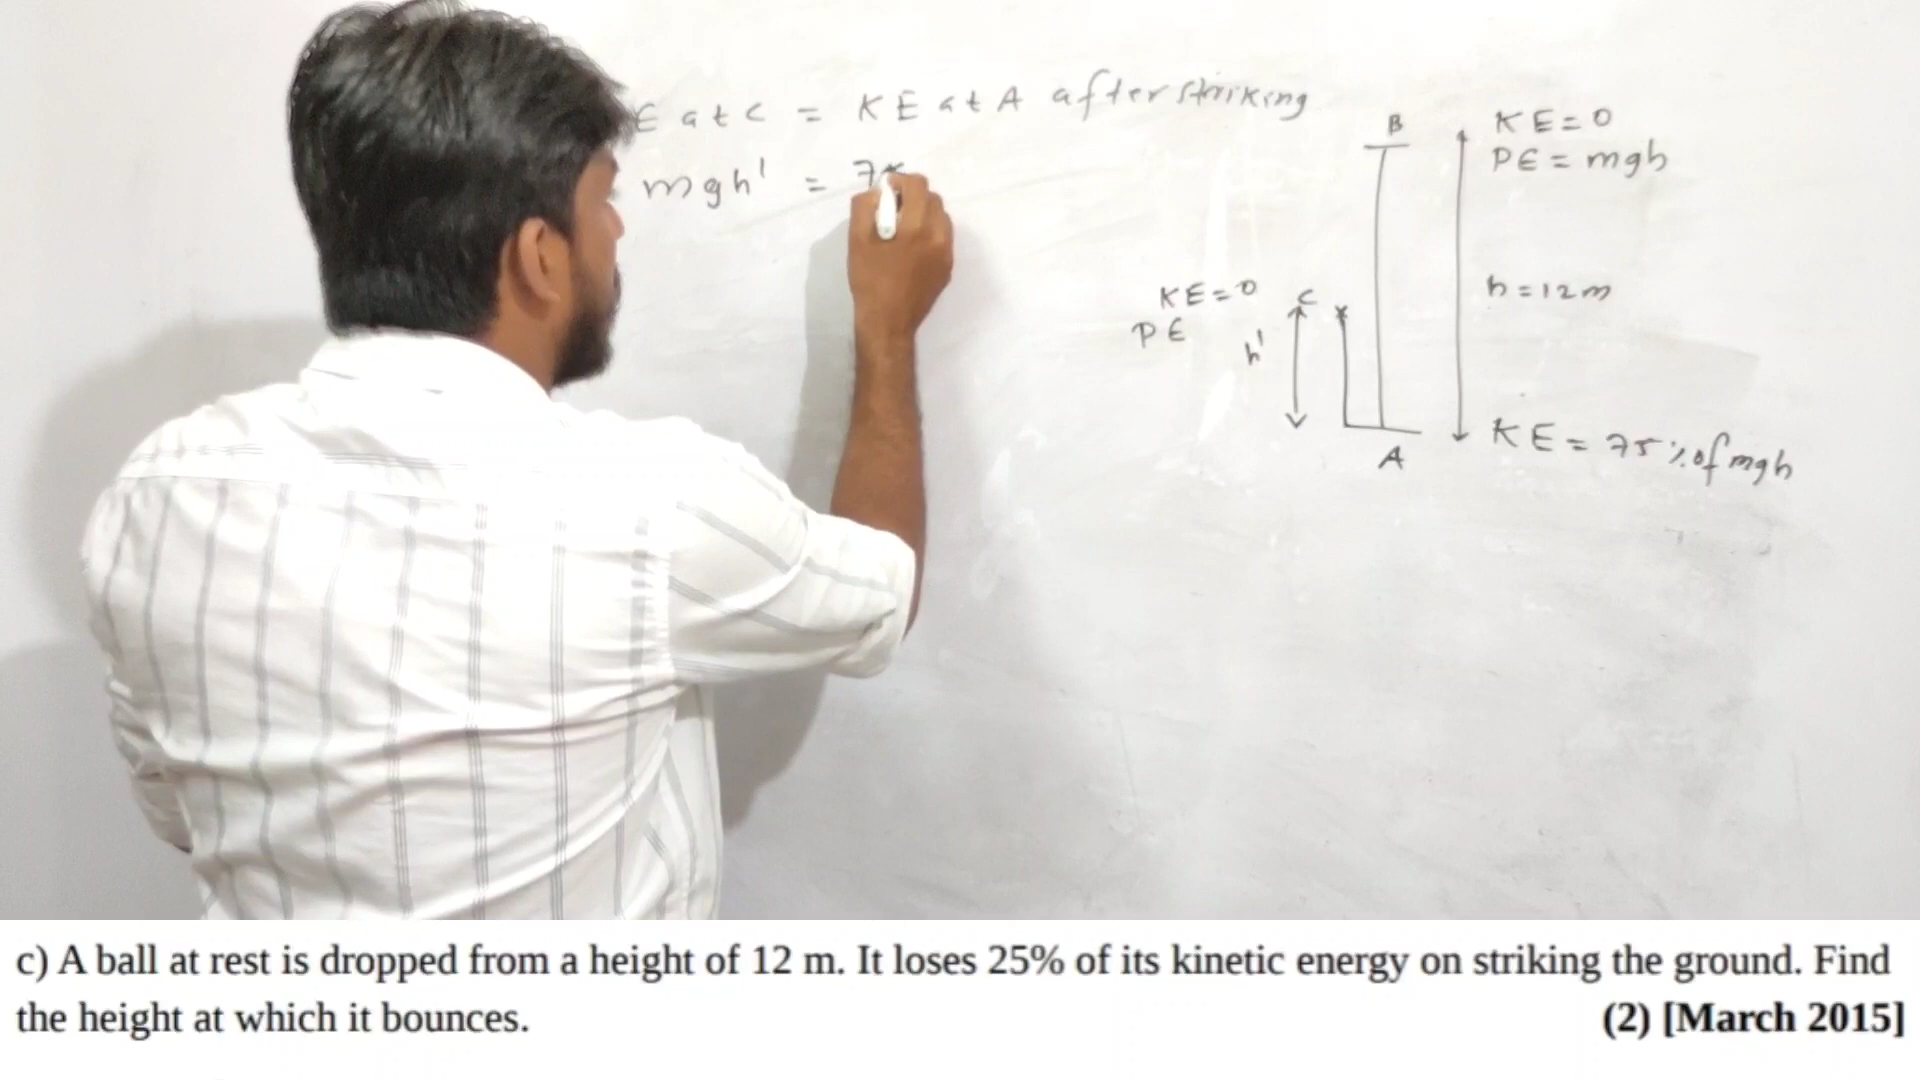 E at C = KE at A after striking
mgh' = 75
B
KE=0
PE = mgh
KE=0
PE
C
h'
h=12m
KE = 75% of mgh
A
c) A ball at rest is dropped from a height of 12 m. It loses 25% of its kinetic energy on striking the ground. Find
the height at which it bounces. (2) [March 2015]